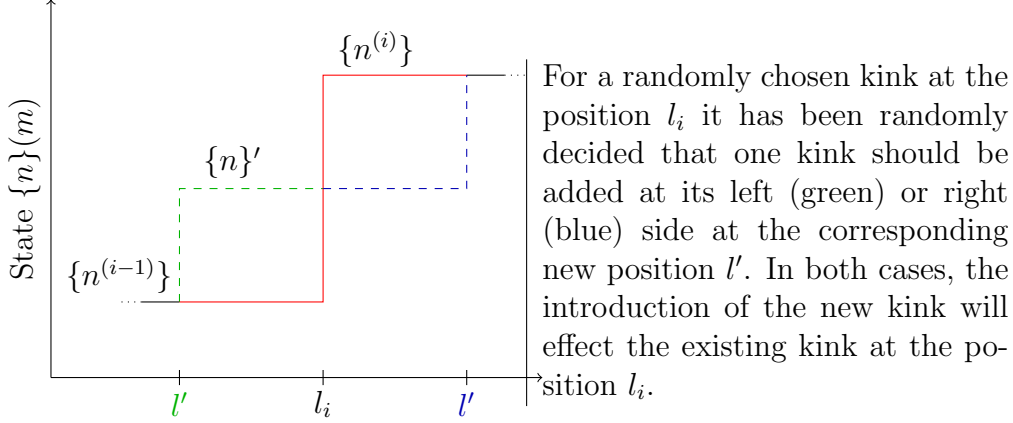 {n^(i)}
{n}′
{n^(i−1)}
State {n}(m)
l′
l_i
l′
For a randomly chosen kink at the
position l_i it has been randomly
decided that one kink should be
added at its left (green) or right
(blue) side at the corresponding
new position l′. In both cases, the
introduction of the new kink will
effect the existing kink at the po-
sition l_i.